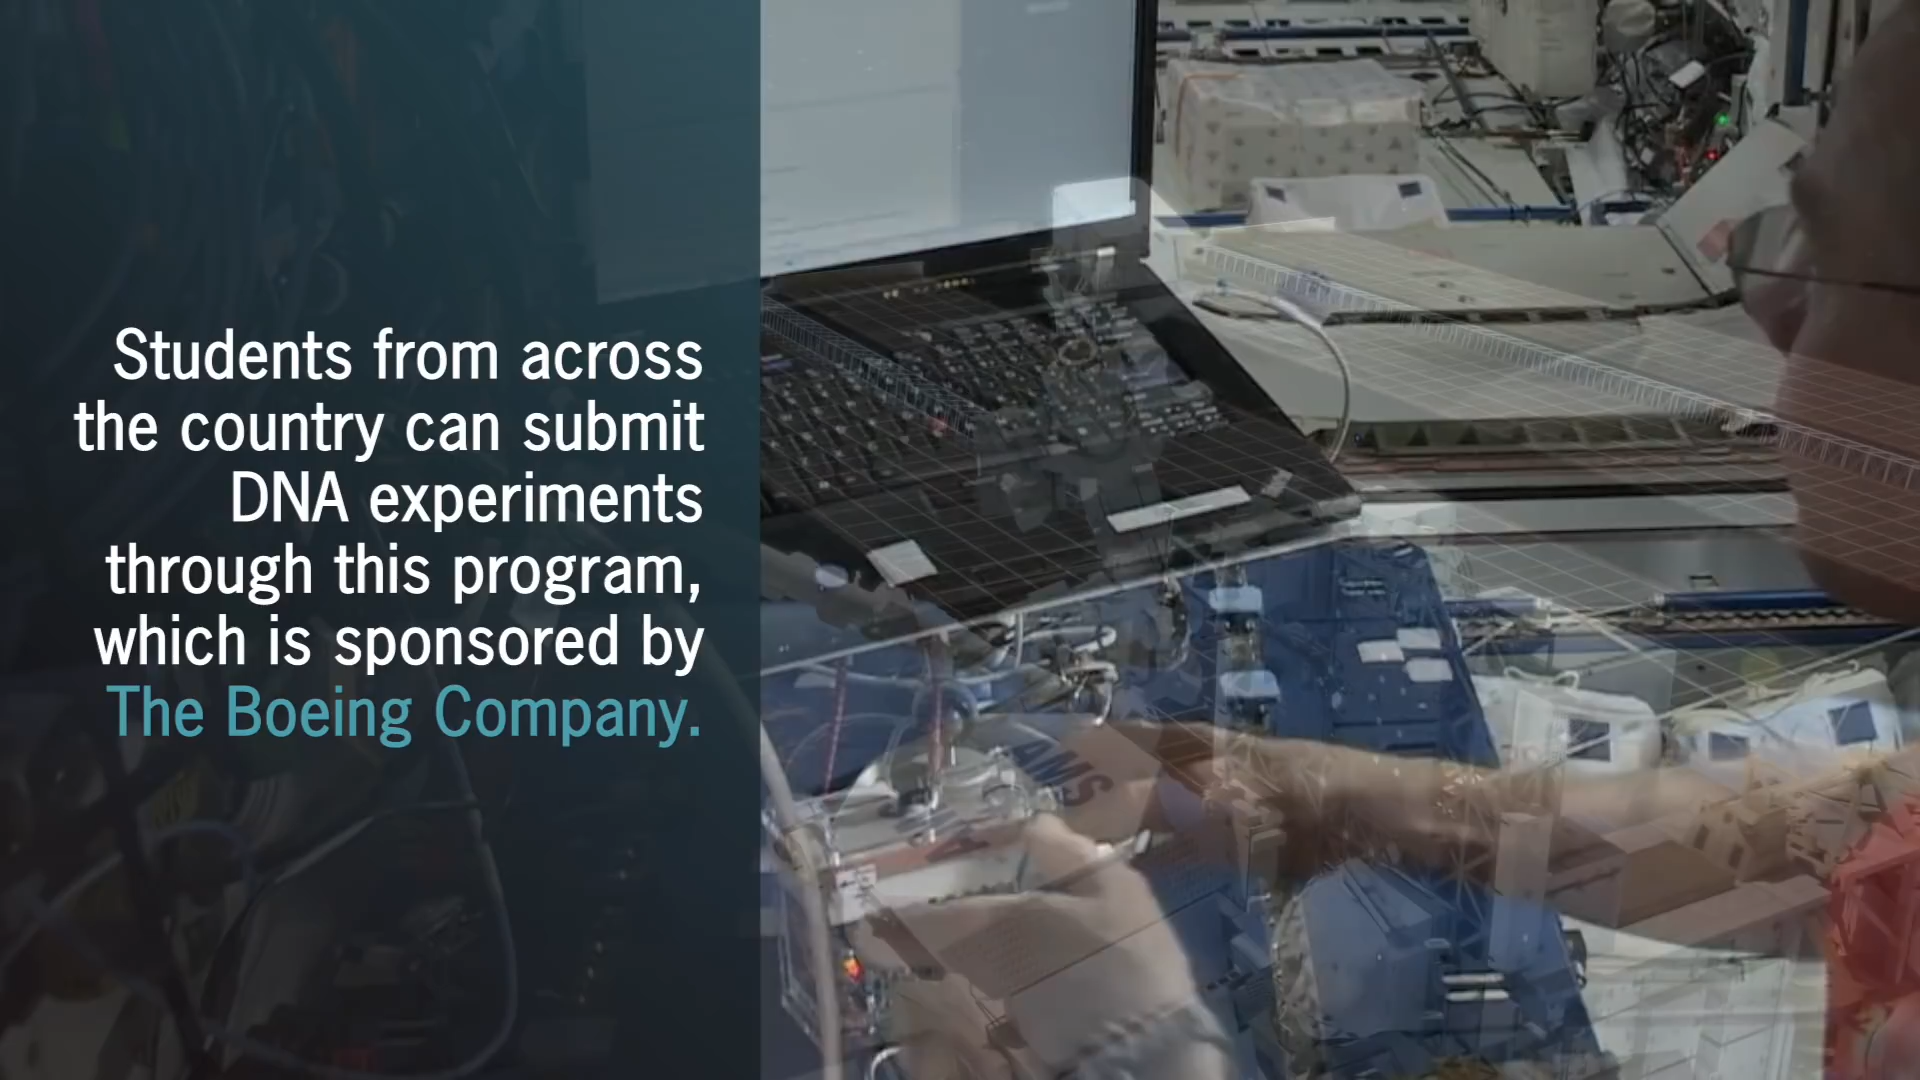 Students from across
the country can submit
DNA experiments
through this program,
which is sponsored by
The Boeing Company.
AMS